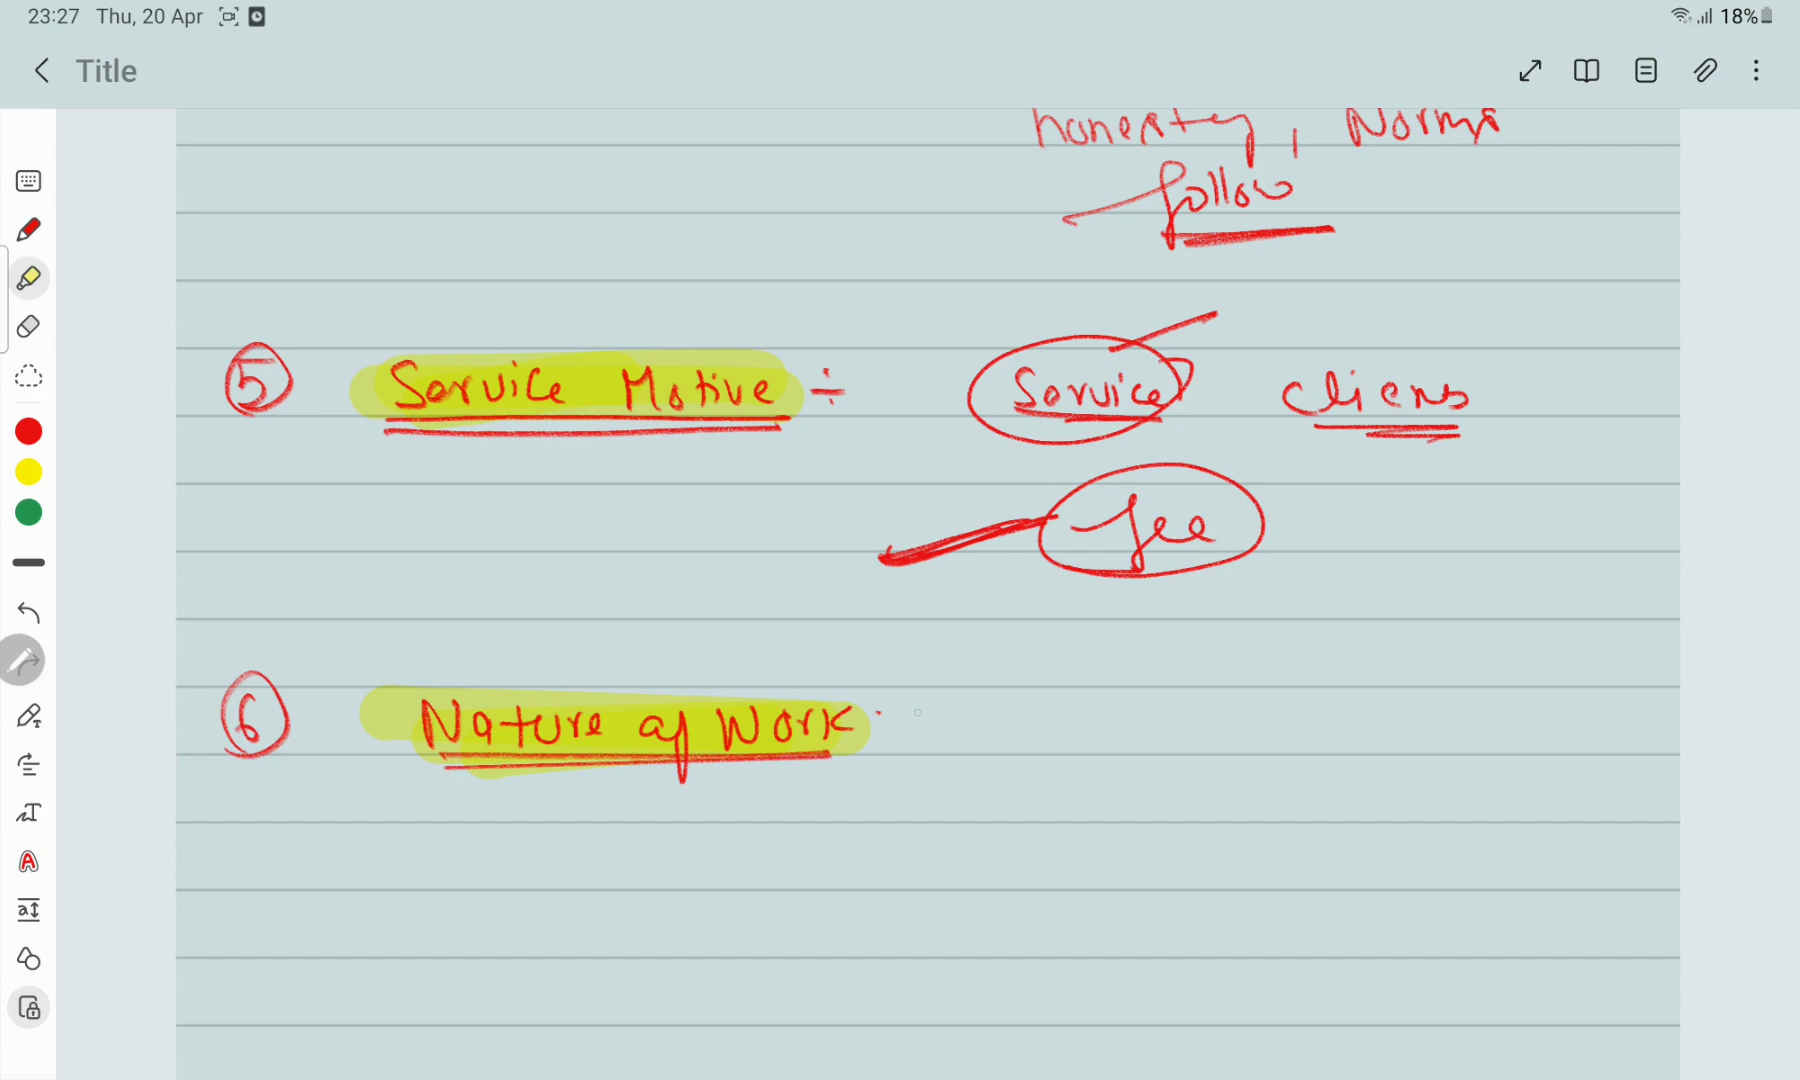 23:27 Thu, 20 Apr 18%
Title
honesty, Norms
follow
5 Service Motive ÷ Service clients
fee
6 Nature of Work.